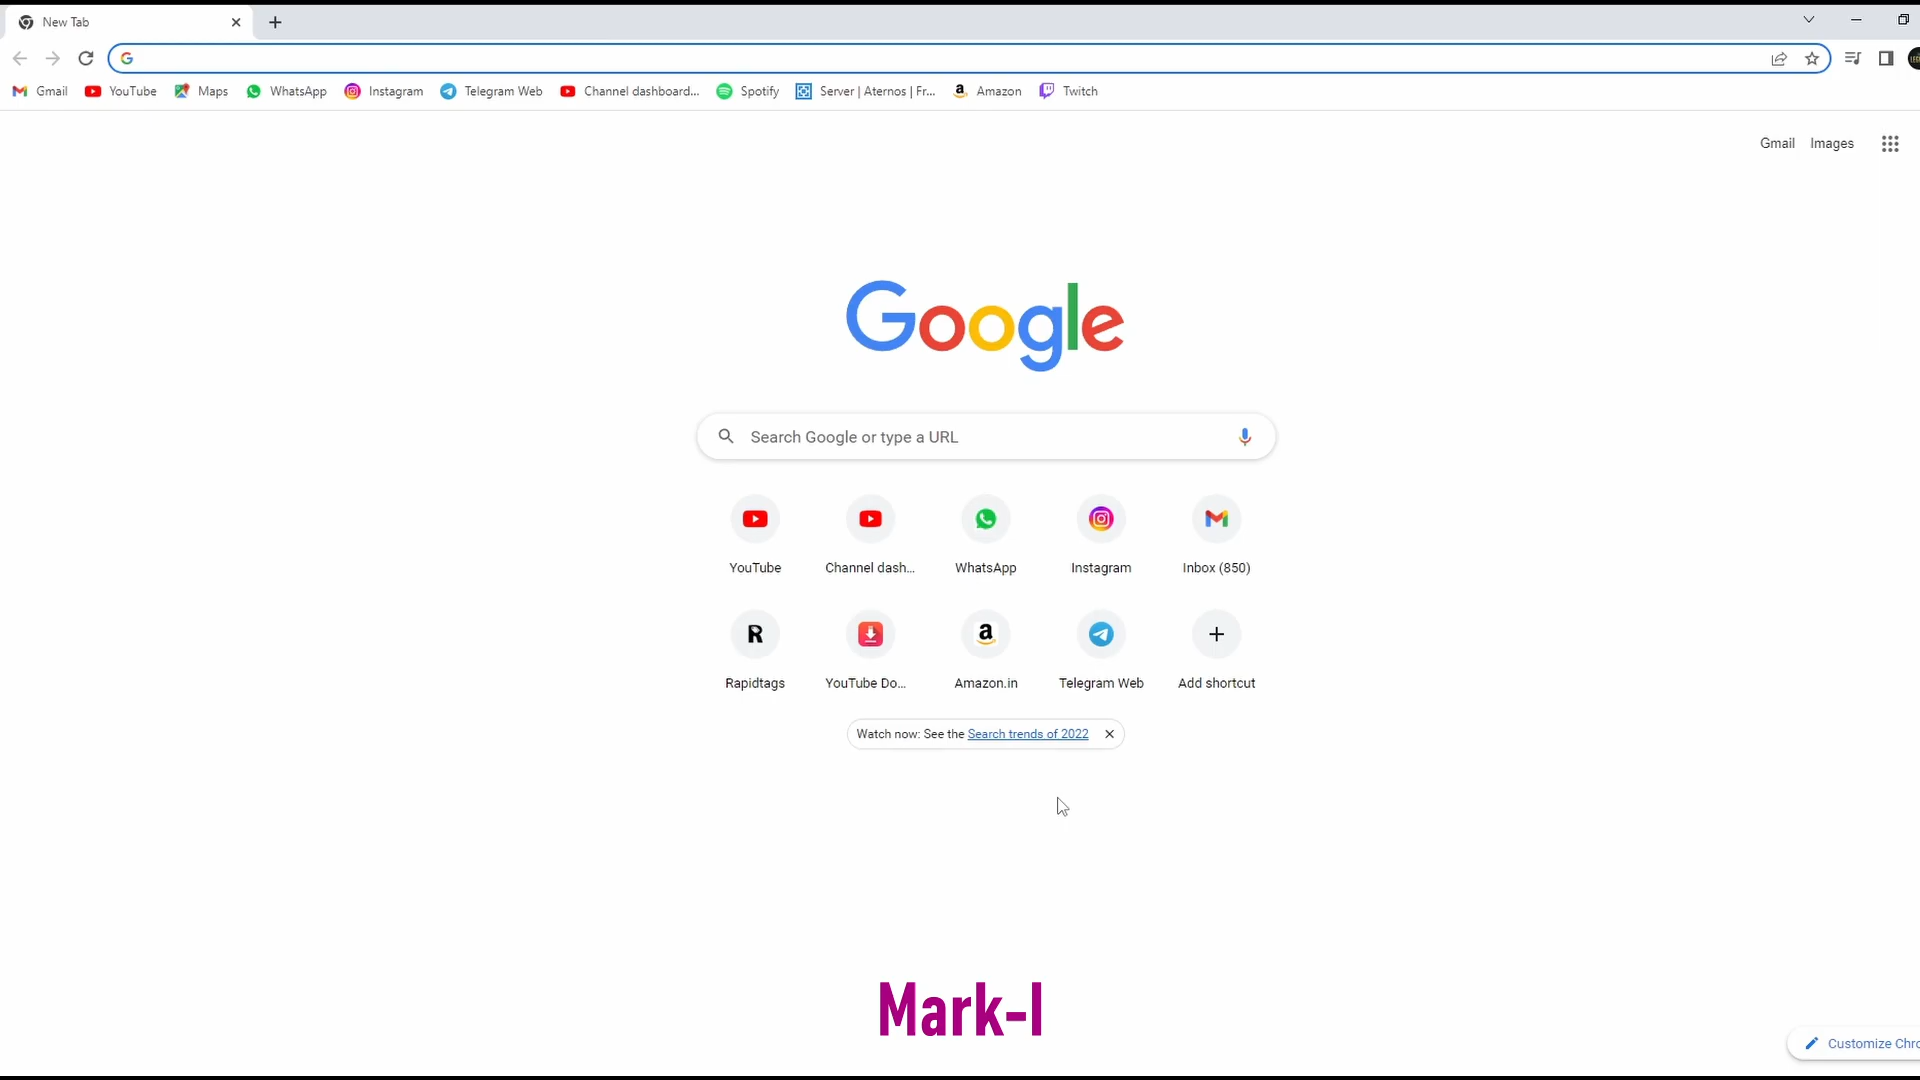 New Tab
Gmail YouTube Maps WhatsApp Instagram Telegram Web Channel dashboard... Spotify Server | Aternos | Fr... Amazon Twitch
Gmail Images
Google
Search Google or type a URL
YouTube Channel dash... WhatsApp Instagram Inbox (850)
Rapidtags YouTube Do... Amazon.in Telegram Web Add shortcut
Watch now: See the Search trends of 2022
Mark-I
Customize Chro